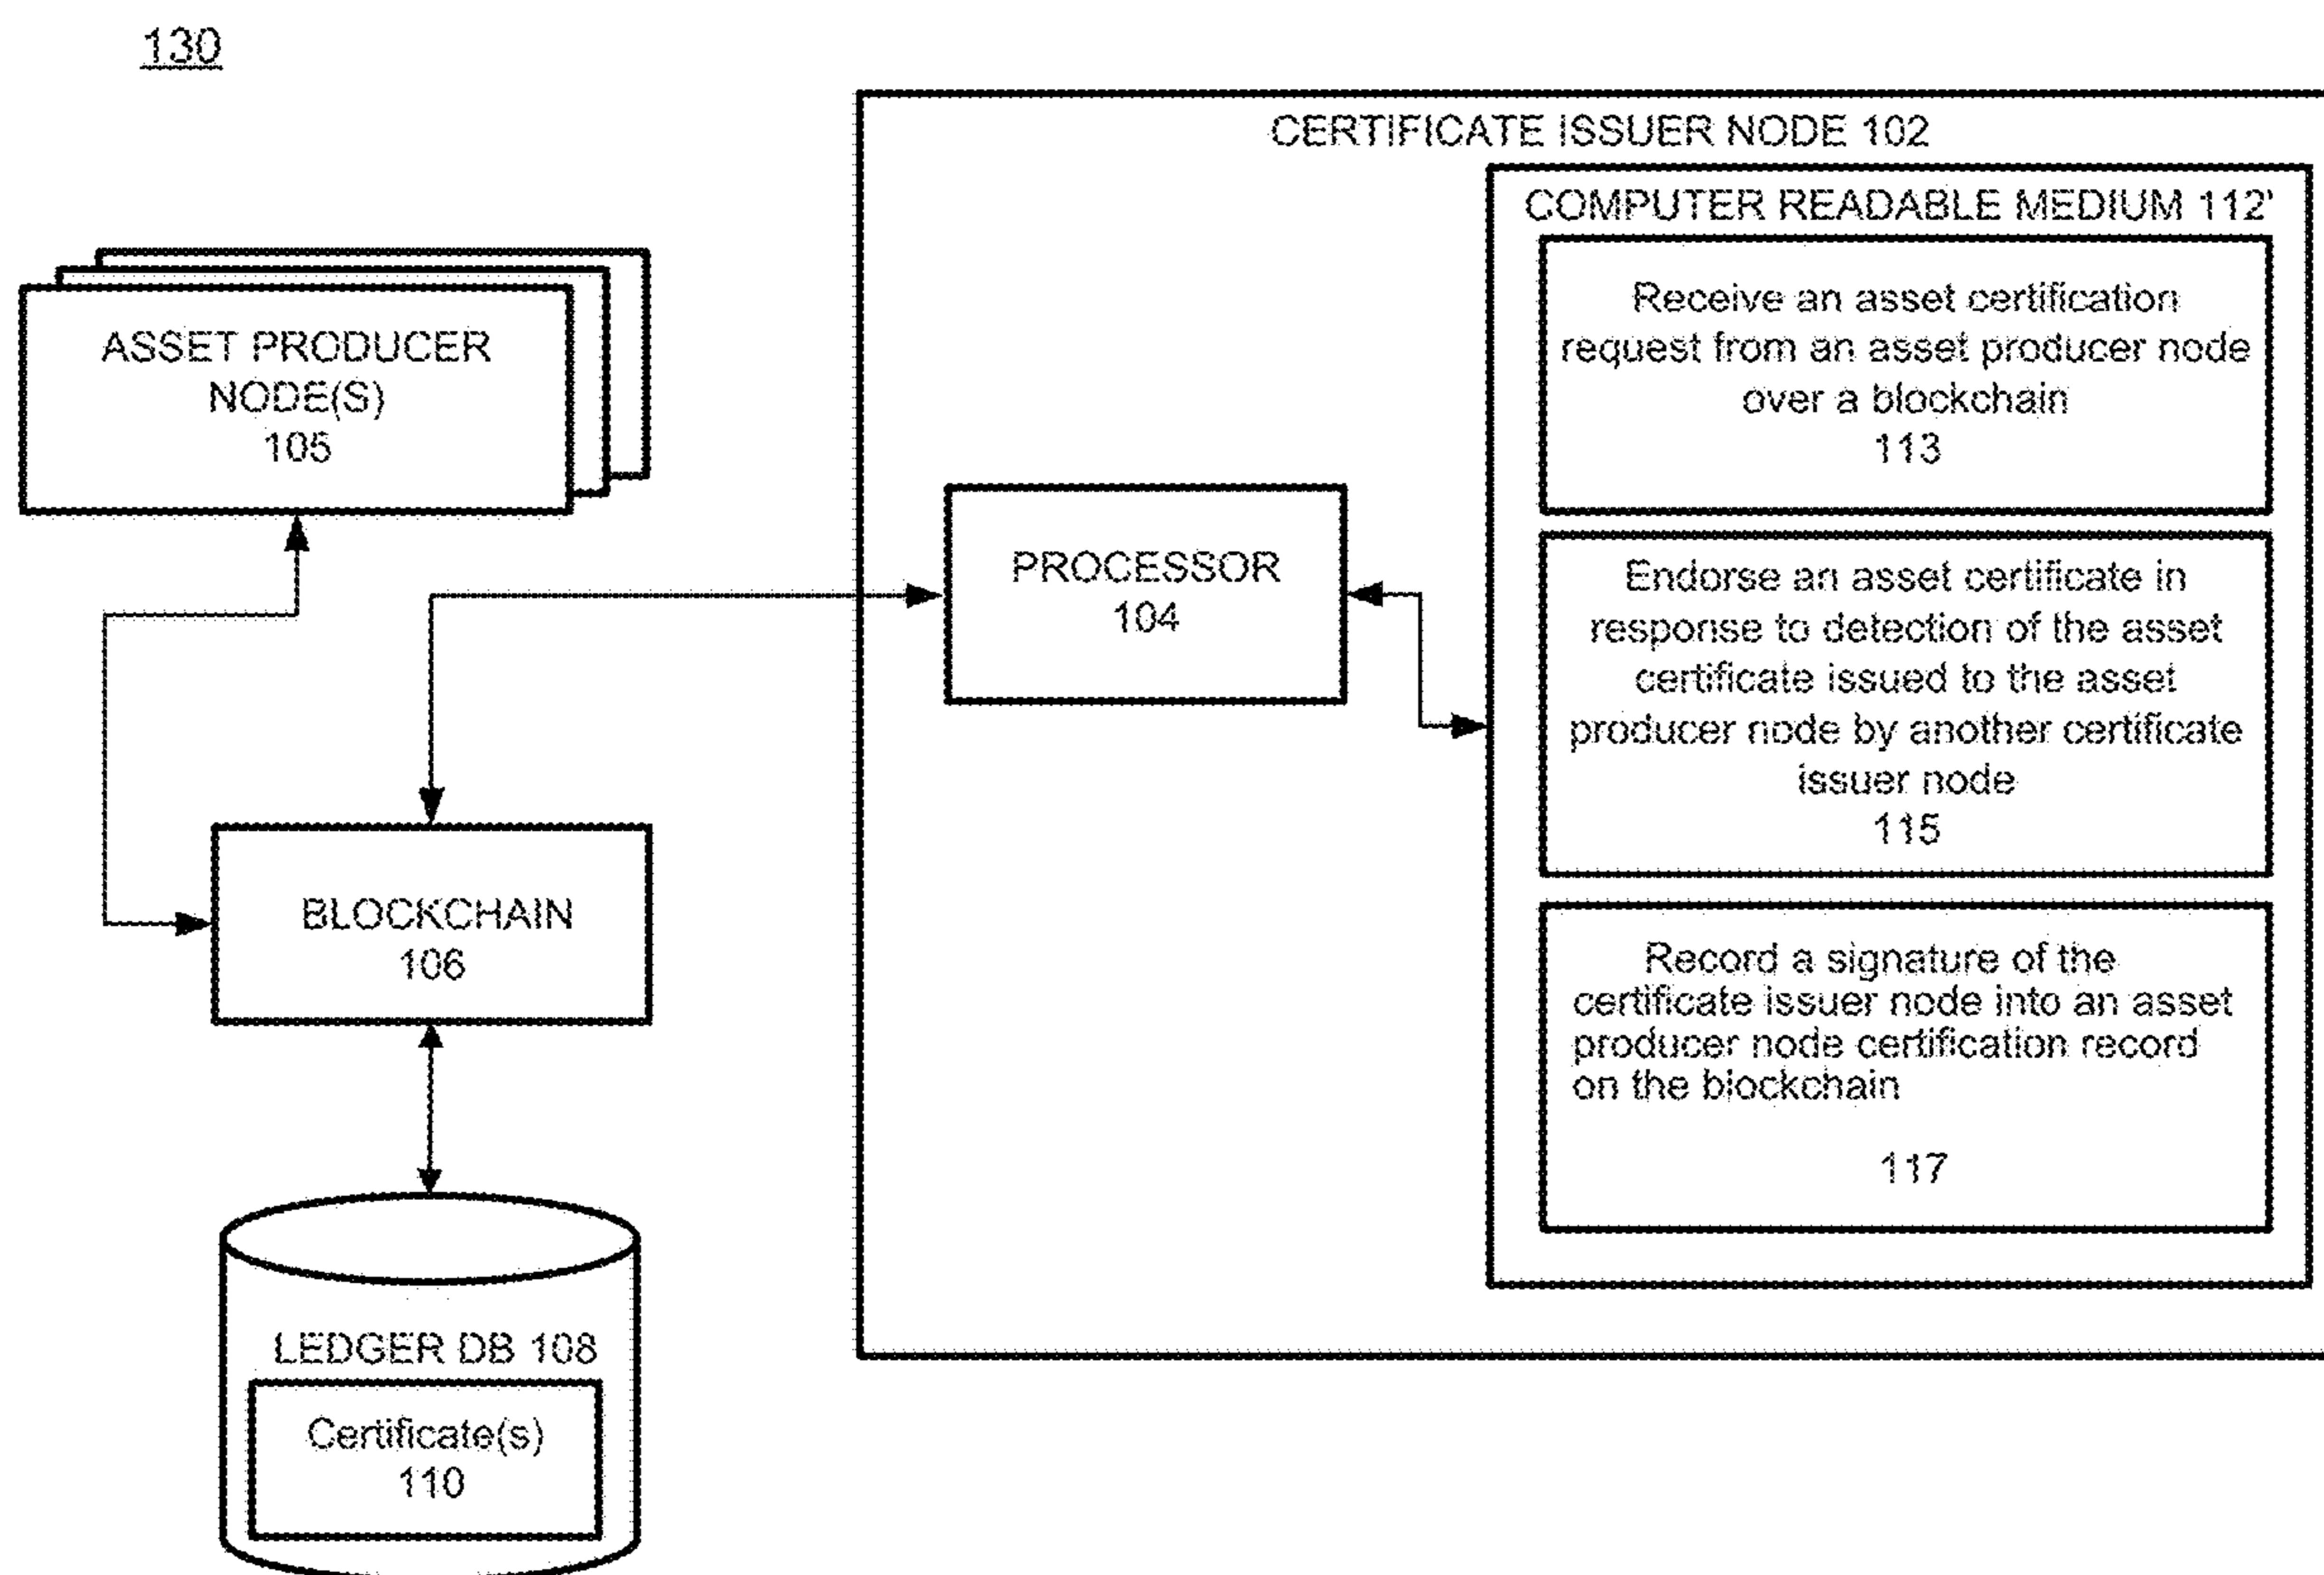 130
CERTIFICATE ISSUER NODE 102
COMPUTER READABLE MEDIUM 112'
Receive an asset certification
request from an asset producer node
over a blockchain
113
ASSET PRODUCER
NODE(S)
105
PROCESSOR
104
Endorse an asset certificate in
response to detection of the asset
certificate issued to the asset
producer node by another certificate
issuer node
115
BLOCKCHAIN
106
Record a signature of the
certificate issuer node into an asset
producer node certification record
on the blockchain
117
LEDGER DB 108
Certificate(s)
110